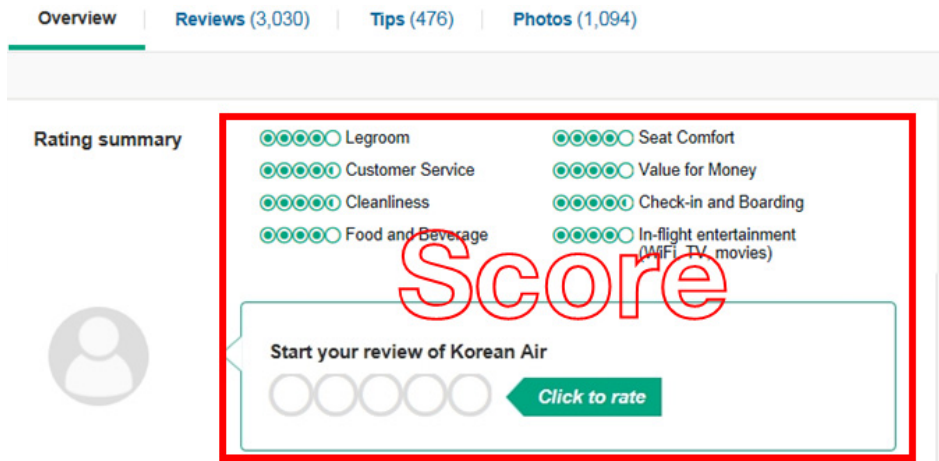 Overview Reviews (3,030) Tips (476) Photos (1,094)
Rating summary
Legroom Seat Comfort
Customer Service Value for Money
Cleanliness Check-in and Boarding
Food and Beverage In-flight entertainment
(WiFi, TV, movies)
Score
Start your review of Korean Air
Click to rate